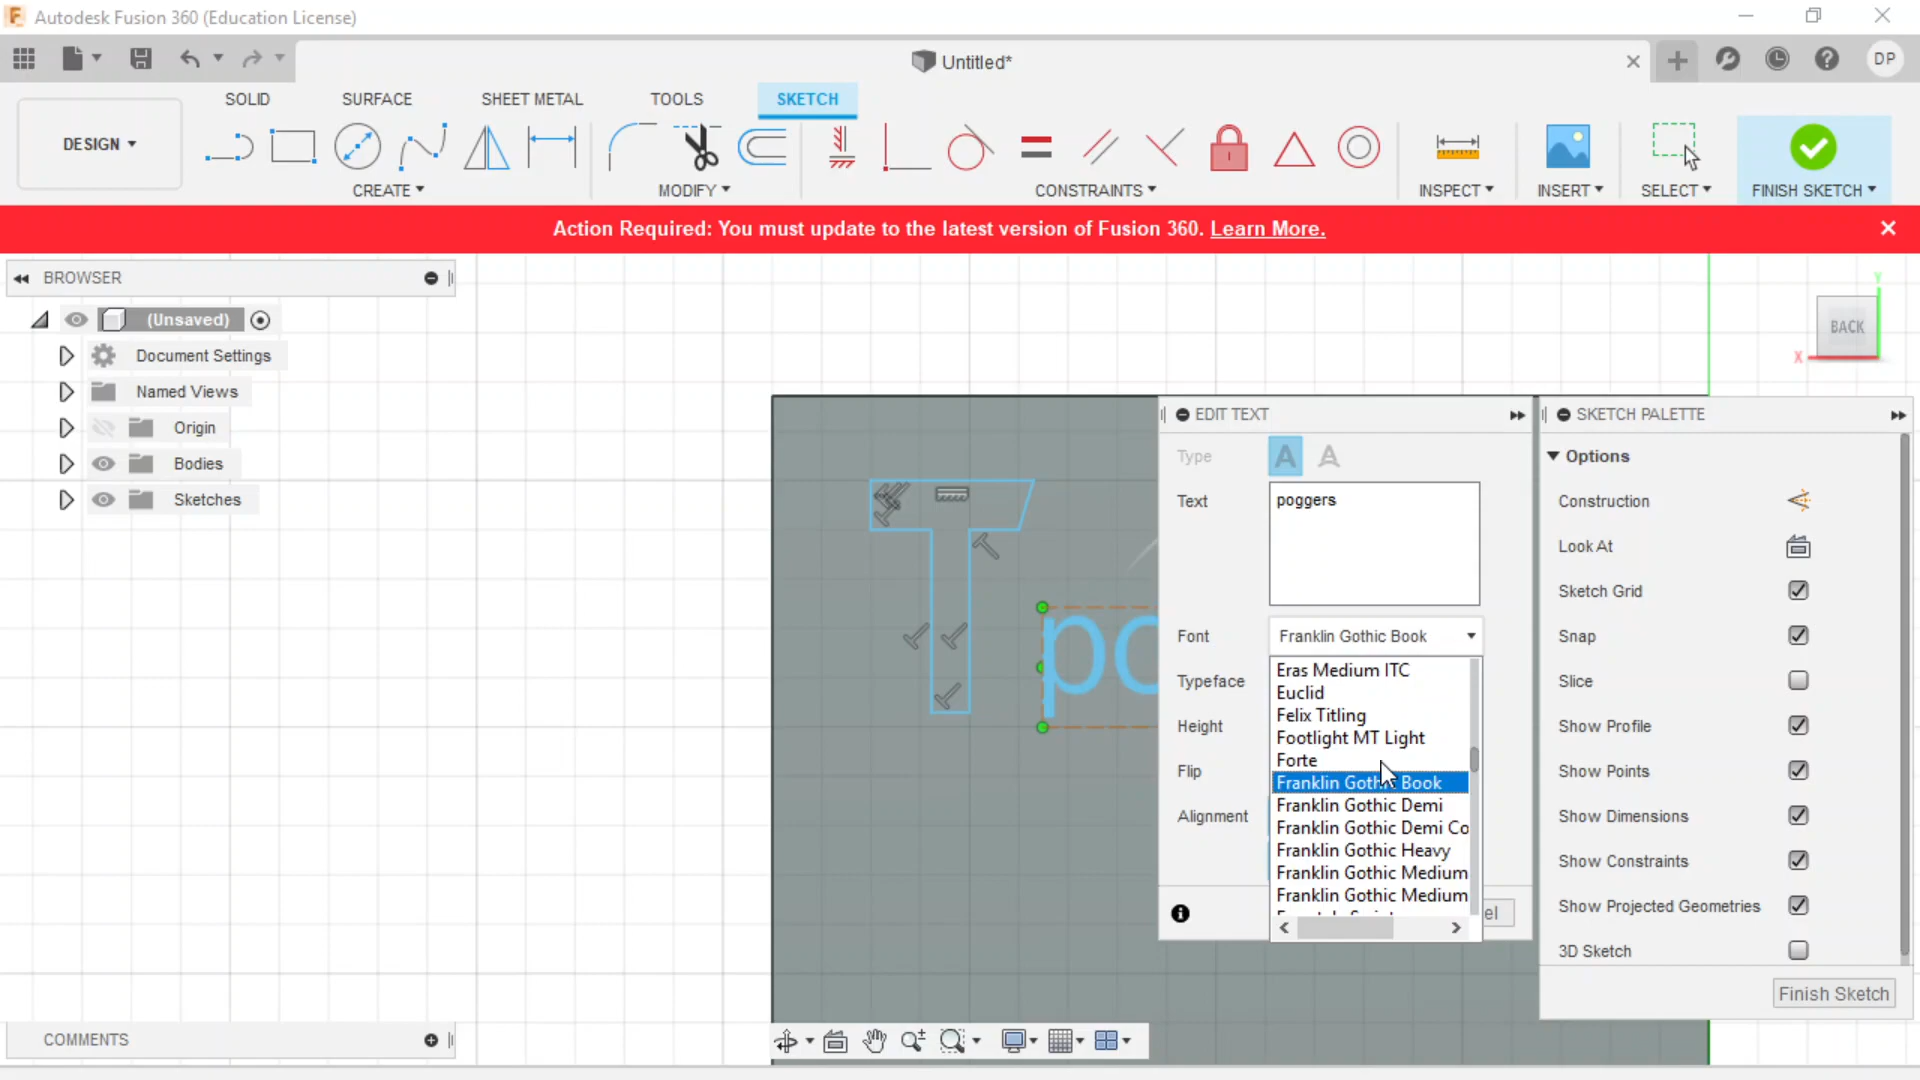 Autodesk Fusion 360 (Education License)
Untitled*
DP
DESIGN
SOLID
SURFACE
SHEET METAL
TOOLS
SKETCH
CREATE
MODIFY
CONSTRAINTS
INSPECT
INSERT
SELECT
FINISH SKETCH
Action Required: You must update to the latest version of Fusion 360. Learn More.
BROWSER
(Unsaved)
Document Settings
Named Views
Origin
Bodies
Sketches
Y
BACK
X
po
EDIT TEXT
Type
Text
poggers
Font
Franklin Gothic Book
Typeface
Height
Flip
Alignment
Eras Medium ITC
Euclid
Felix Titling
Footlight MT Light
Forte
Franklin Gothic Book
Franklin Gothic Demi
Franklin Gothic Demi Co
Franklin Gothic Heavy
Franklin Gothic Medium
Franklin Gothic Medium
el
SKETCH PALETTE
Options
Construction
Look At
Sketch Grid
Snap
Slice
Show Profile
Show Points
Show Dimensions
Show Constraints
Show Projected Geometries
3D Sketch
Finish Sketch
COMMENTS